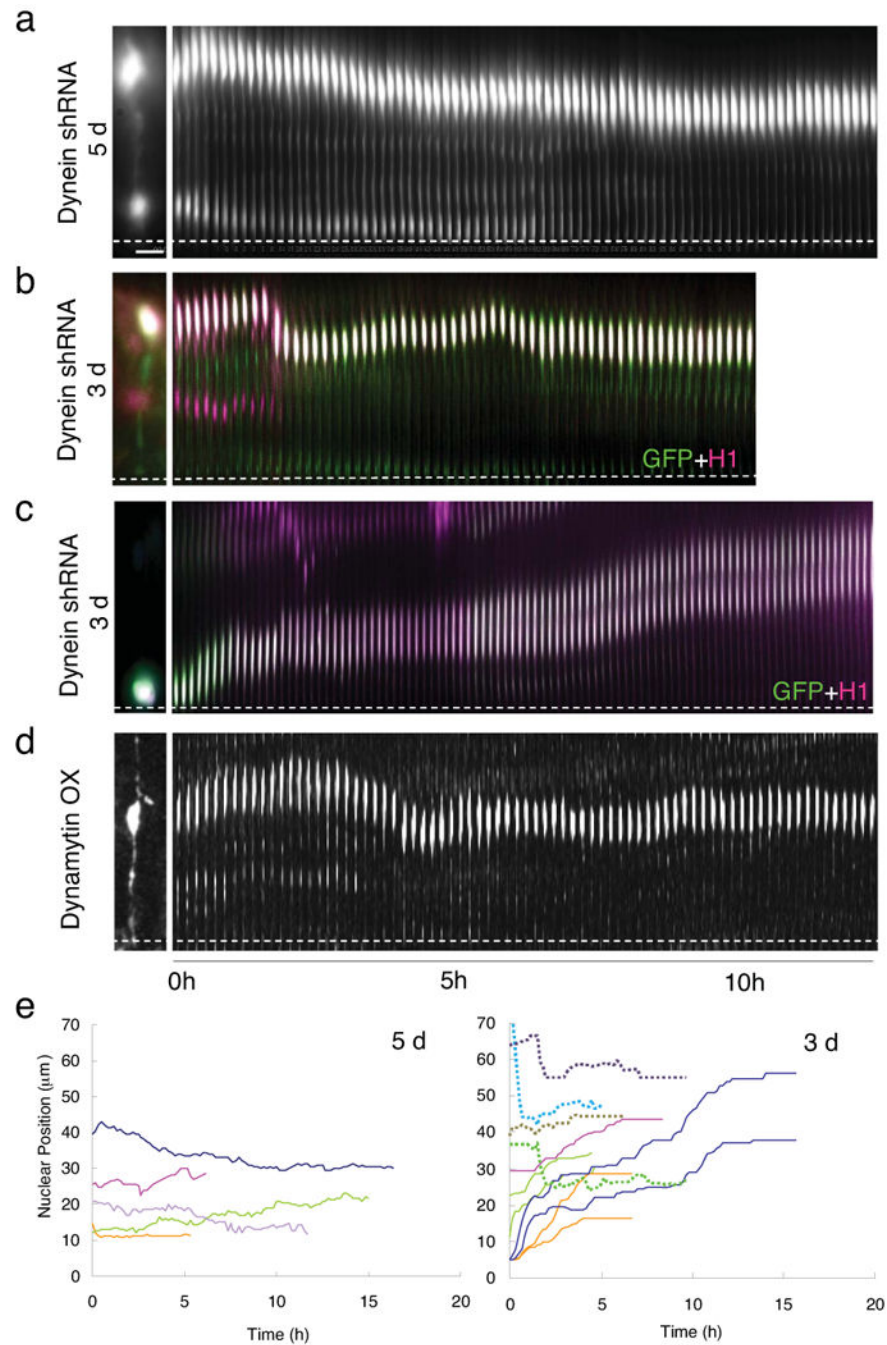 a
Dynein shRNA
5 d
b
Dynein shRNA
3 d
GFP+H1
c
Dynein shRNA
3 d
GFP+H1
d
Dynamytin OX
0h 5h 10h
e
5 d
Nuclear Position (µm)
70
60
50
40
30
20
10
0
0 5 10 15 20
Time (h)
3 d
70
60
50
40
30
20
10
0
0 5 10 15 20
Time (h)